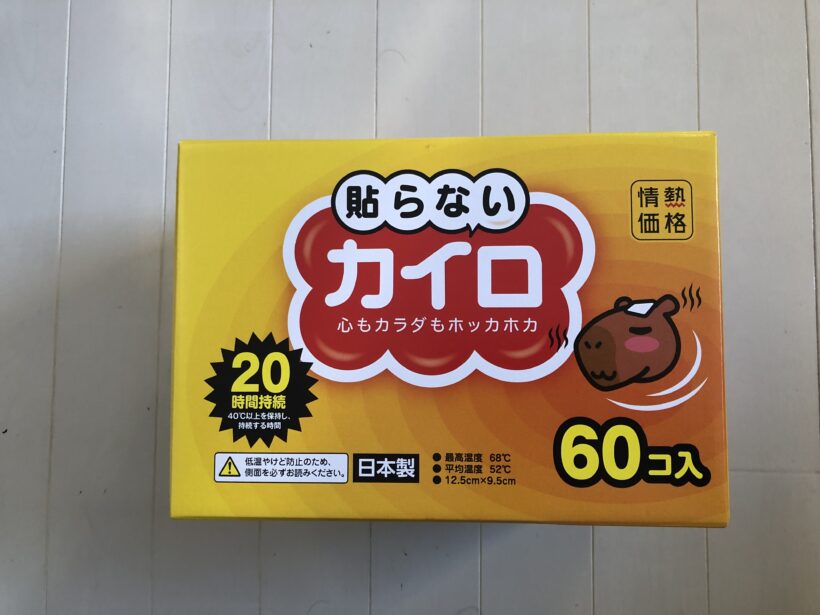 貼らない
カイロ
心もカラダもホッカホカ
情熱
価格
20
時間持続
40℃以上を保持し、
持続する時間
低温やけど防止のため、
側面を必ずお読みください。
日本製
● 最高温度 68℃
● 平均温度 52℃
● 12.5cm×9.5cm
60コ入